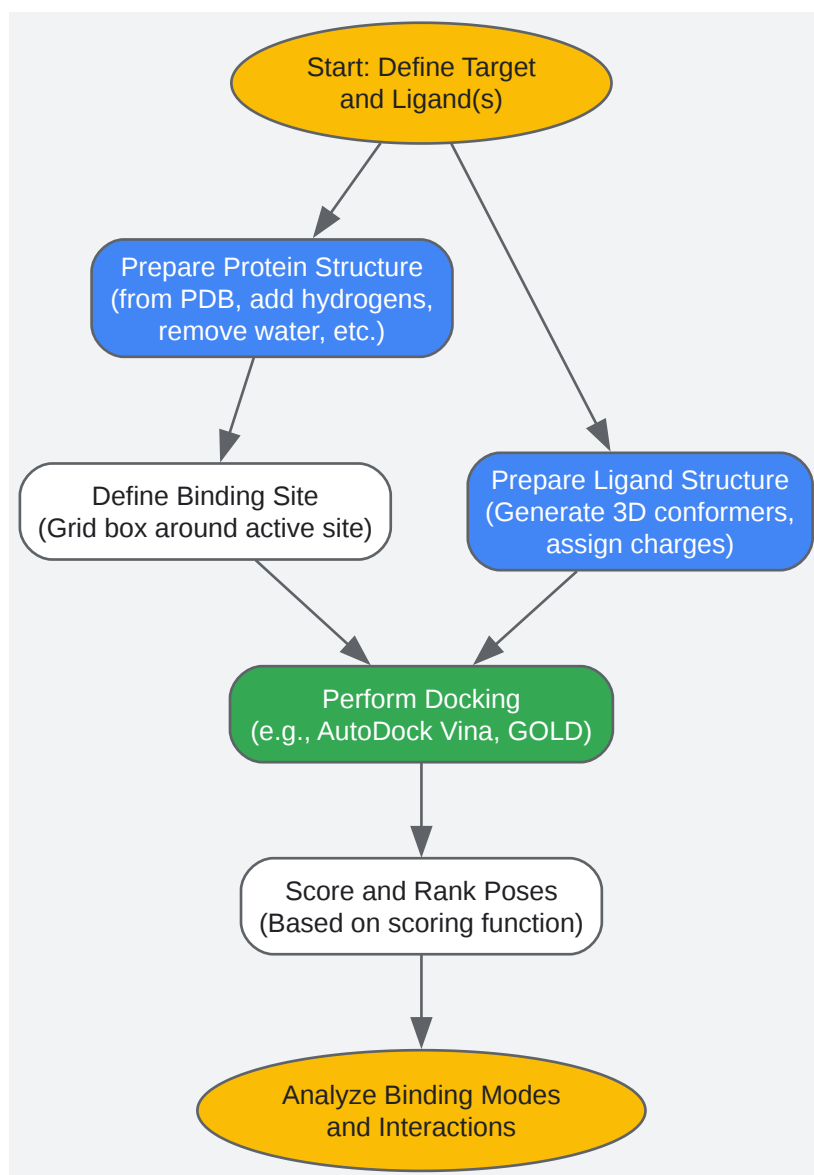 Start: Define Target
and Ligand(s)
Prepare Protein Structure
(from PDB, add hydrogens,
remove water, etc.)
Define Binding Site
(Grid box around active site)
Prepare Ligand Structure
(Generate 3D conformers,
assign charges)
Perform Docking
(e.g., AutoDock Vina, GOLD)
Score and Rank Poses
(Based on scoring function)
Analyze Binding Modes
and Interactions